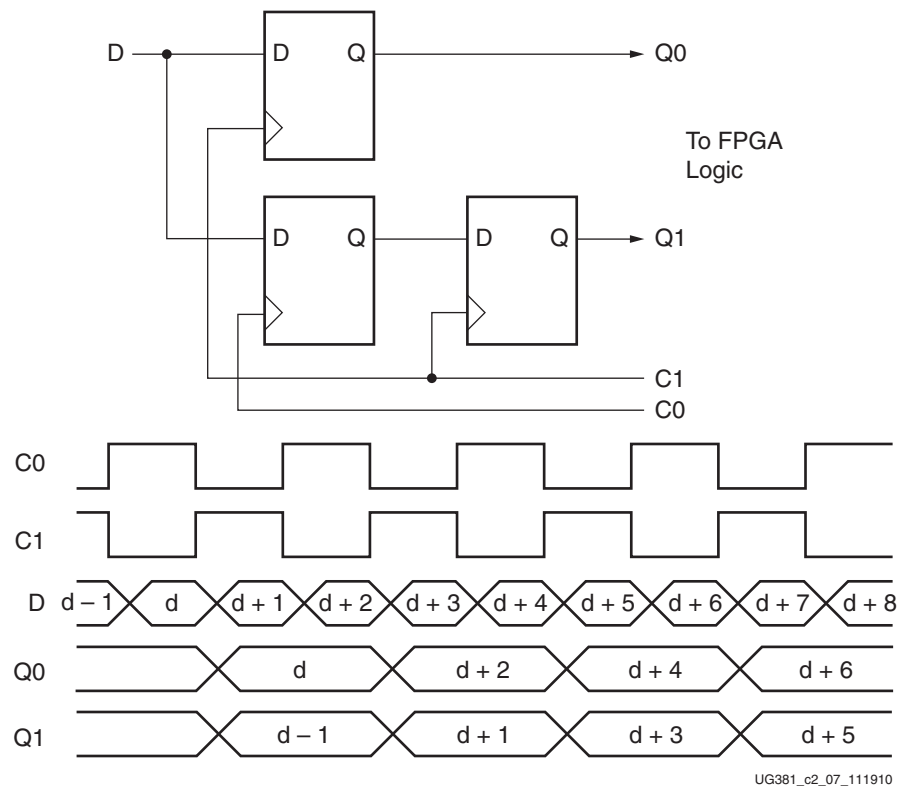 D D Q Q0
To FPGA
Logic
D Q D Q Q1
C1
C0
C0
C1
D d – 1 d d + 1 d + 2 d + 3 d + 4 d + 5 d + 6 d + 7 d + 8
Q0 d d + 2 d + 4 d + 6
Q1 d – 1 d + 1 d + 3 d + 5
UG381_c2_07_111910